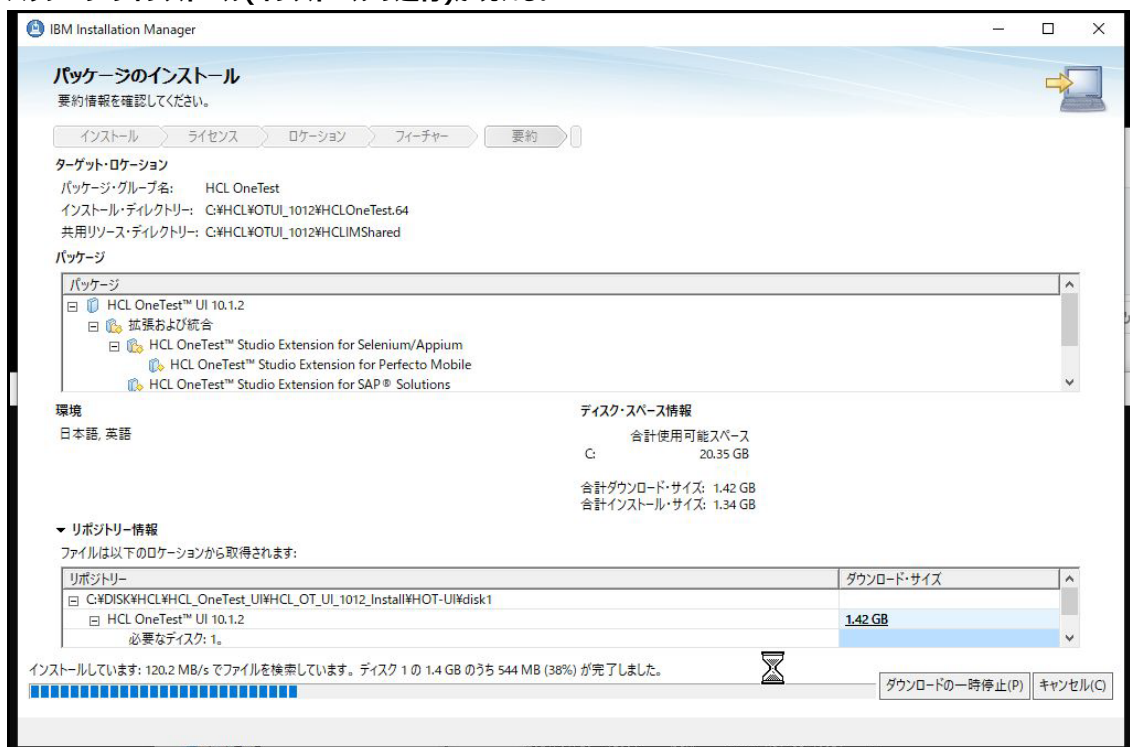 IBM Installation Manager
パッケージのインストール
要約情報を確認してください。
インストール ライセンス ロケーション フィーチャー 要約
ターゲット・ロケーション
パッケージ・グループ名: HCL OneTest
インストール・ディレクトリー: C:¥HCL¥OTUI_1012¥HCLOneTest.64
共用リソース・ディレクトリー: C:¥HCL¥OTUI_1012¥HCLIMShared
パッケージ
パッケージ
HCL OneTest™ UI 10.1.2
拡張および統合
HCL OneTest™ Studio Extension for Selenium/Appium
HCL OneTest™ Studio Extension for Perfecto Mobile
HCL OneTest™ Studio Extension for SAP® Solutions
環境
日本語, 英語
ディスク・スペース情報
合計使用可能スペース
C: 20.35 GB
合計ダウンロード・サイズ: 1.42 GB
合計インストール・サイズ: 1.34 GB
リポジトリー情報
ファイルは以下のロケーションから取得されます:
リポジトリー ダウンロード・サイズ
C:¥DISK¥HCL¥HCL_OneTest_UI¥HCL_OT_UI_1012_Install¥HOT-UI¥disk1
HCL OneTest™ UI 10.1.2 1.42 GB
必要なディスク: 1。
インストールしています: 120.2 MB/s でファイルを検索しています。ディスク 1 の 1.4 GB のうち 544 MB (38%) が完了しました。
ダウンロードの一時停止(P) キャンセル(C)